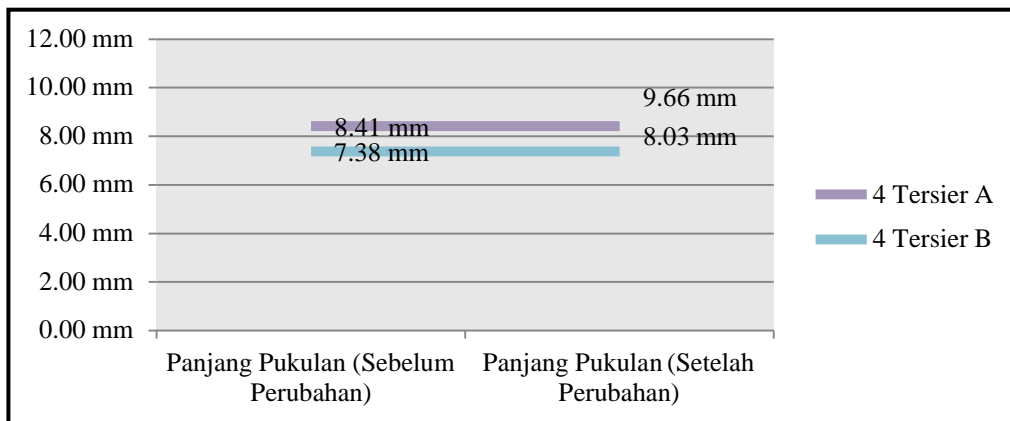 12.00 mm
10.00 mm
8.00 mm
6.00 mm
4.00 mm
2.00 mm
0.00 mm
9.66 mm
8.41 mm
8.03 mm
7.38 mm
4 Tersier A
4 Tersier B
Panjang Pukulan (Sebelum
Perubahan)
Panjang Pukulan (Setelah
Perubahan)